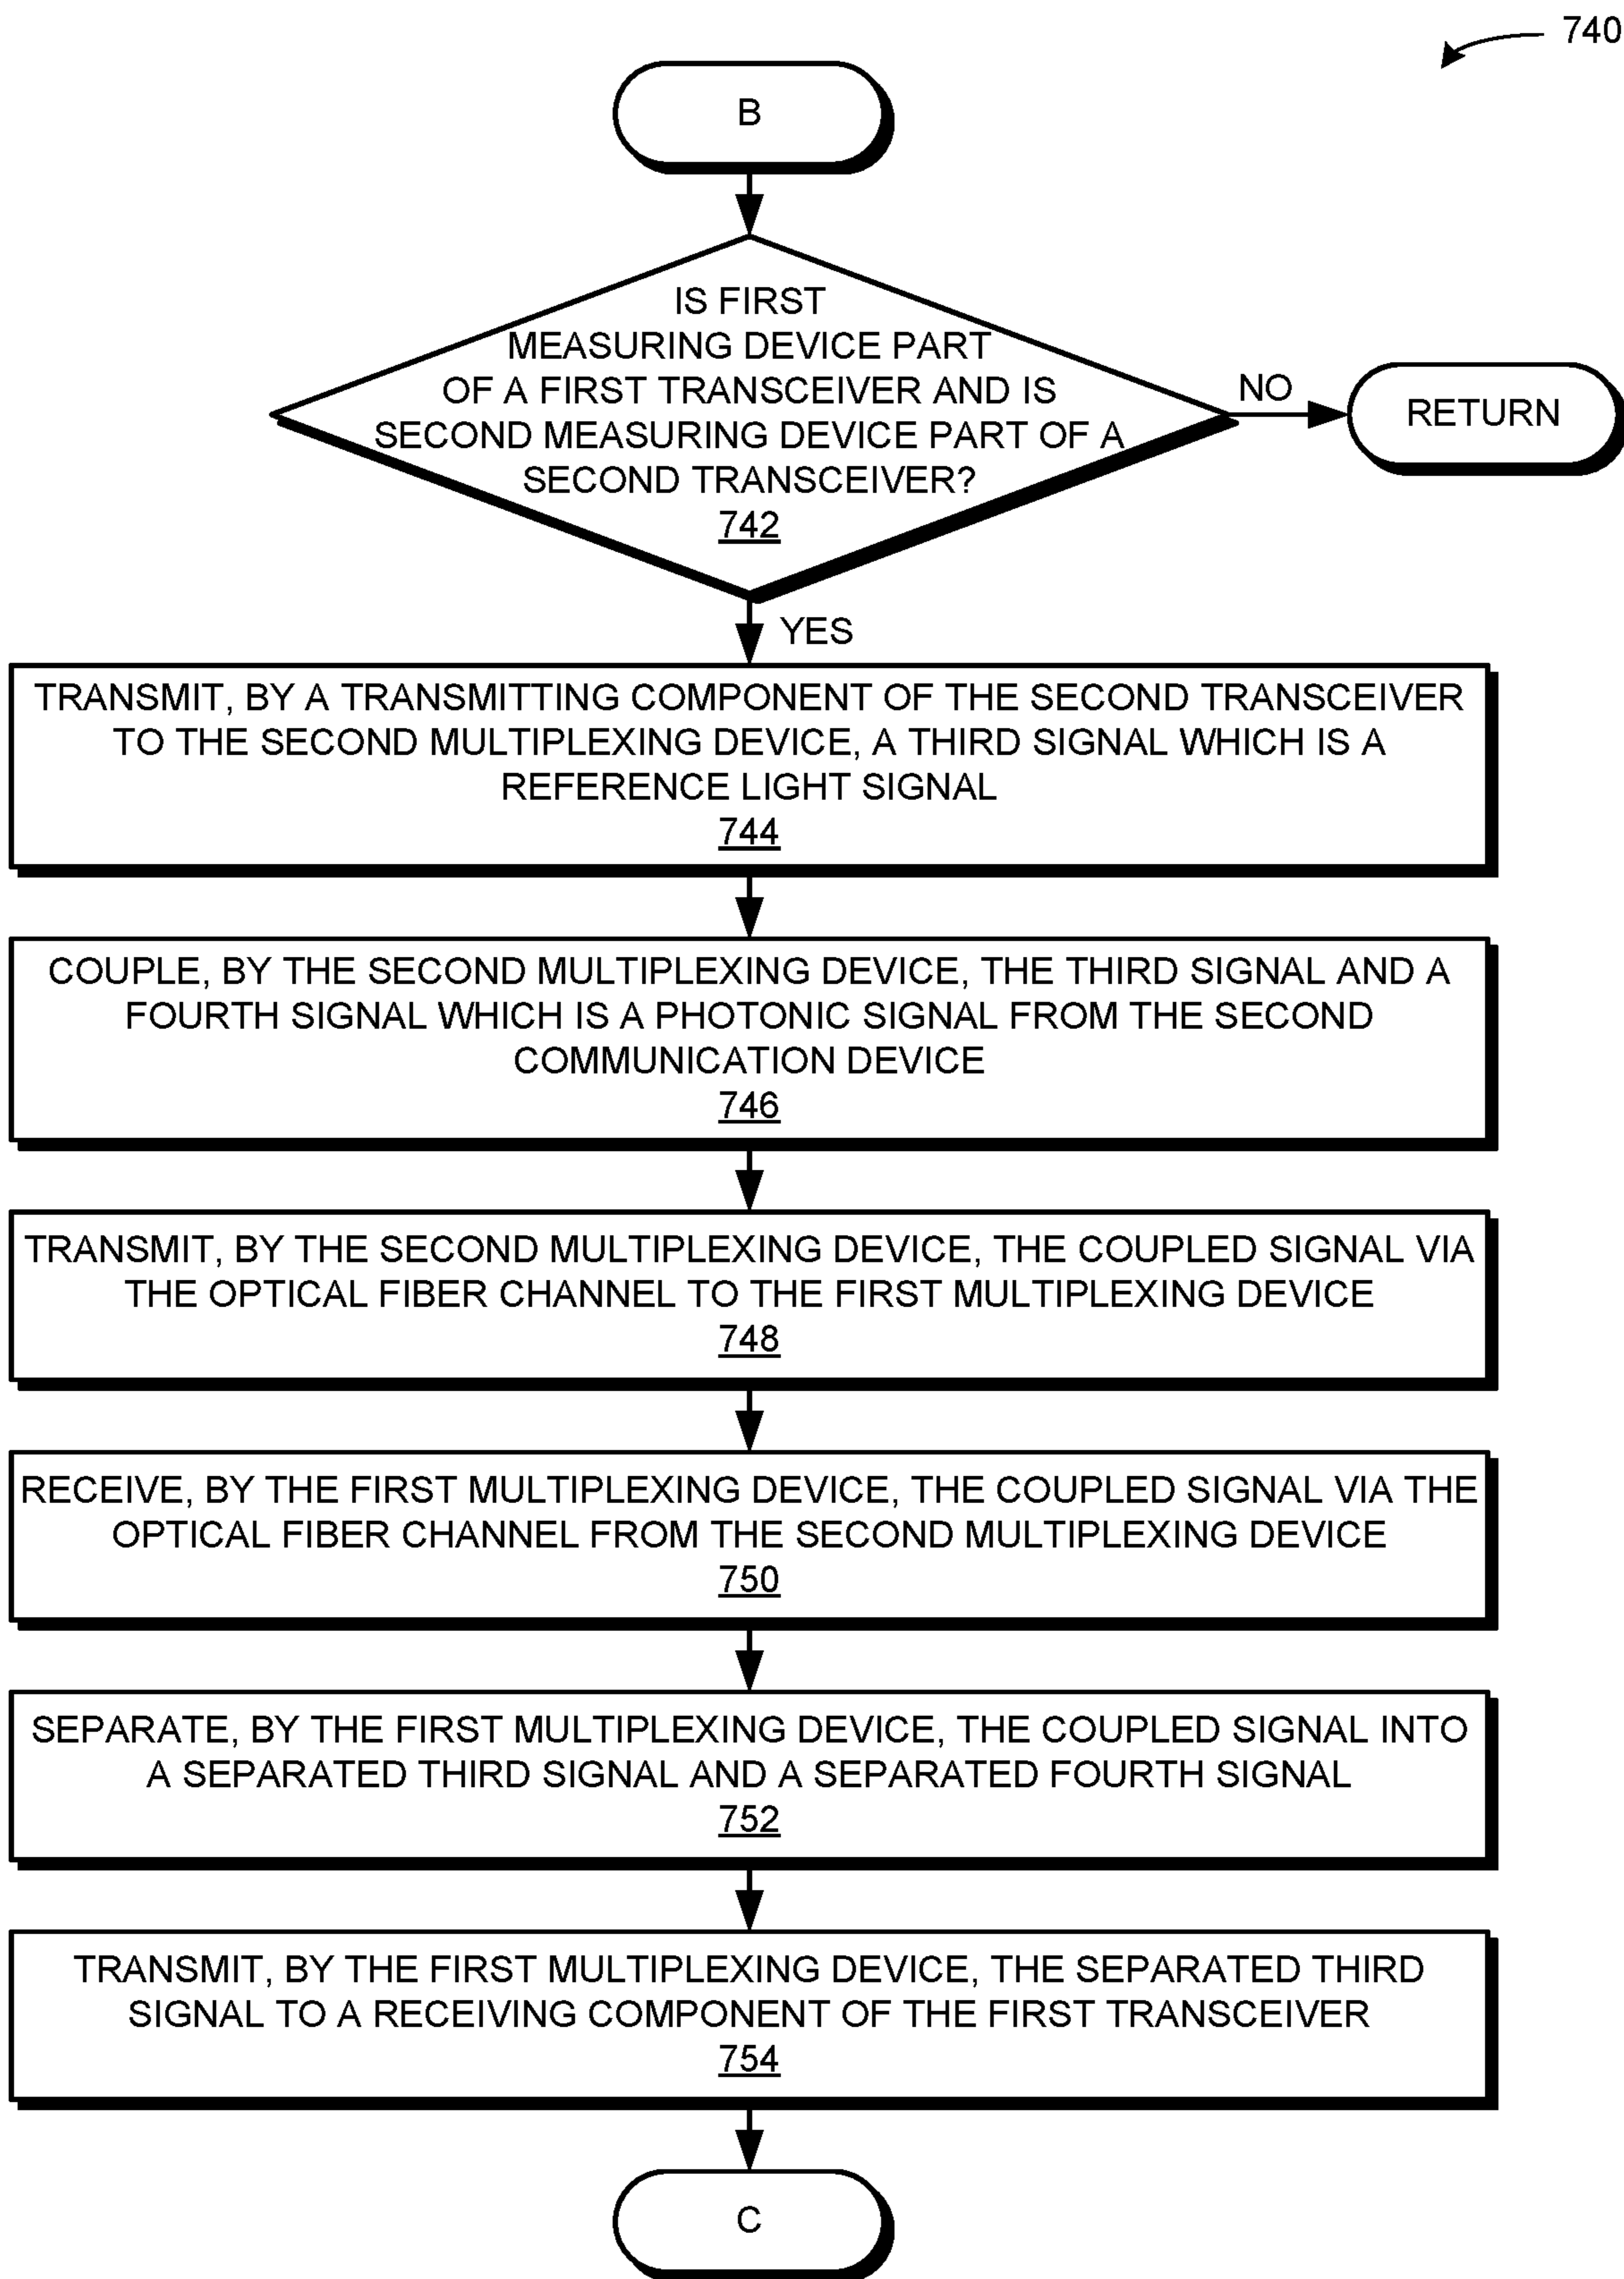 740
B
IS FIRST
MEASURING DEVICE PART
OF A FIRST TRANSCEIVER AND IS
SECOND MEASURING DEVICE PART OF A
SECOND TRANSCEIVER?
742
NO
RETURN
YES
TRANSMIT, BY A TRANSMITTING COMPONENT OF THE SECOND TRANSCEIVER
TO THE SECOND MULTIPLEXING DEVICE, A THIRD SIGNAL WHICH IS A
REFERENCE LIGHT SIGNAL
744
COUPLE, BY THE SECOND MULTIPLEXING DEVICE, THE THIRD SIGNAL AND A
FOURTH SIGNAL WHICH IS A PHOTONIC SIGNAL FROM THE SECOND
COMMUNICATION DEVICE
746
TRANSMIT, BY THE SECOND MULTIPLEXING DEVICE, THE COUPLED SIGNAL VIA
THE OPTICAL FIBER CHANNEL TO THE FIRST MULTIPLEXING DEVICE
748
RECEIVE, BY THE FIRST MULTIPLEXING DEVICE, THE COUPLED SIGNAL VIA THE
OPTICAL FIBER CHANNEL FROM THE SECOND MULTIPLEXING DEVICE
750
SEPARATE, BY THE FIRST MULTIPLEXING DEVICE, THE COUPLED SIGNAL INTO
A SEPARATED THIRD SIGNAL AND A SEPARATED FOURTH SIGNAL
752
TRANSMIT, BY THE FIRST MULTIPLEXING DEVICE, THE SEPARATED THIRD
SIGNAL TO A RECEIVING COMPONENT OF THE FIRST TRANSCEIVER
754
C